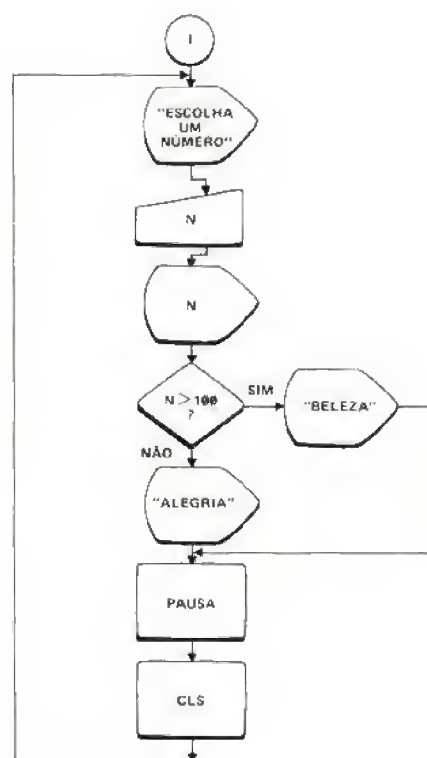 I
"ESCOLHA
UM
NÚMERO"
N
N
N > 100
?
SIM
"BELEZA"
NÃO
"ALEGRIA"
PAUSA
CLS